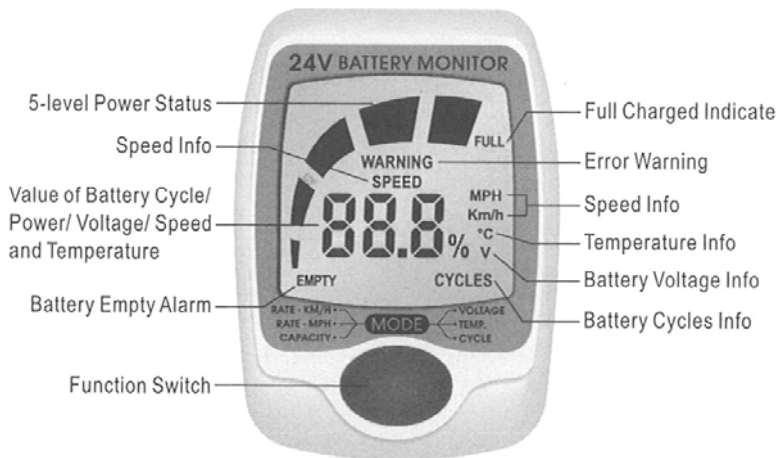 24V BATTERY MONITOR
5-level Power Status
Full Charged Indicate
FULL
Speed Info
WARNING
Error Warning
SPEED
Value of Battery Cycle/
Power/ Voltage/ Speed
and Temperature
88.8
%
MPH
Km/h
Speed Info
°C
Temperature Info
V
Battery Voltage Info
EMPTY
CYCLES
Battery Empty Alarm
Battery Cycles Info
RATE - KM/H
RATE - MPH
CAPACITY
MODE
VOLTAGE
TEMP.
CYCLE
Function Switch